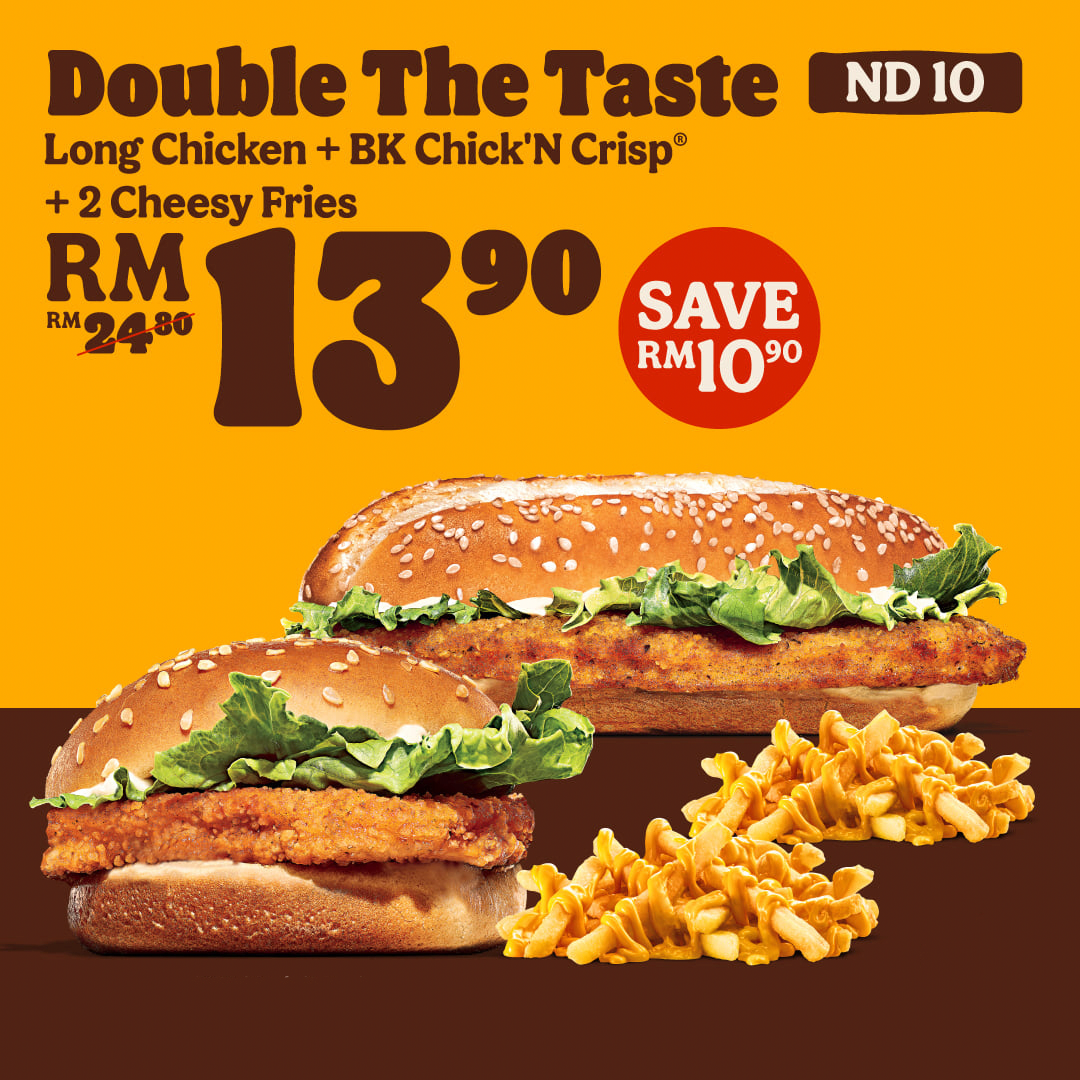 Double The Taste
ND 10
Long Chicken + BK Chick'N Crisp®
+ 2 Cheesy Fries
RM 13 90
RM 24 80
SAVE
RM10 90